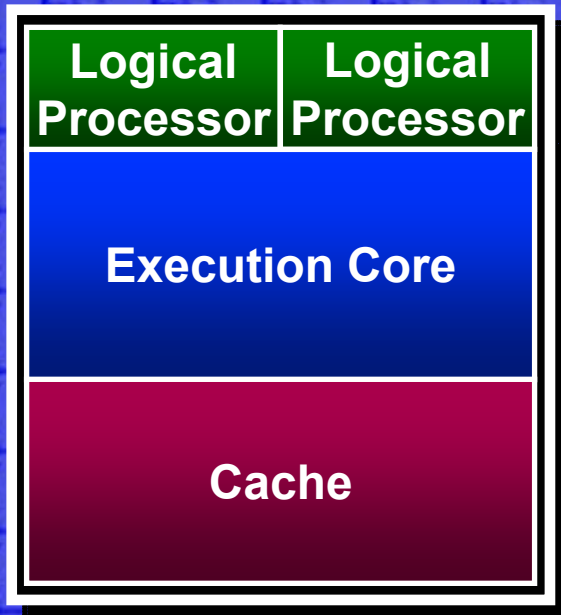 Logical
Processor
Logical
Processor
Execution Core
Cache